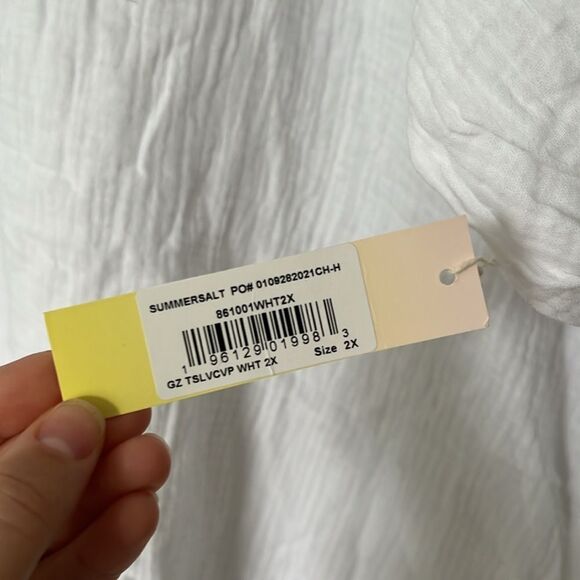 SUMMERSALT PO# 0109282021CH-H
861001WHT2X
1 96129 01998 3
GZ TSLVCVP WHT 2X Size 2X